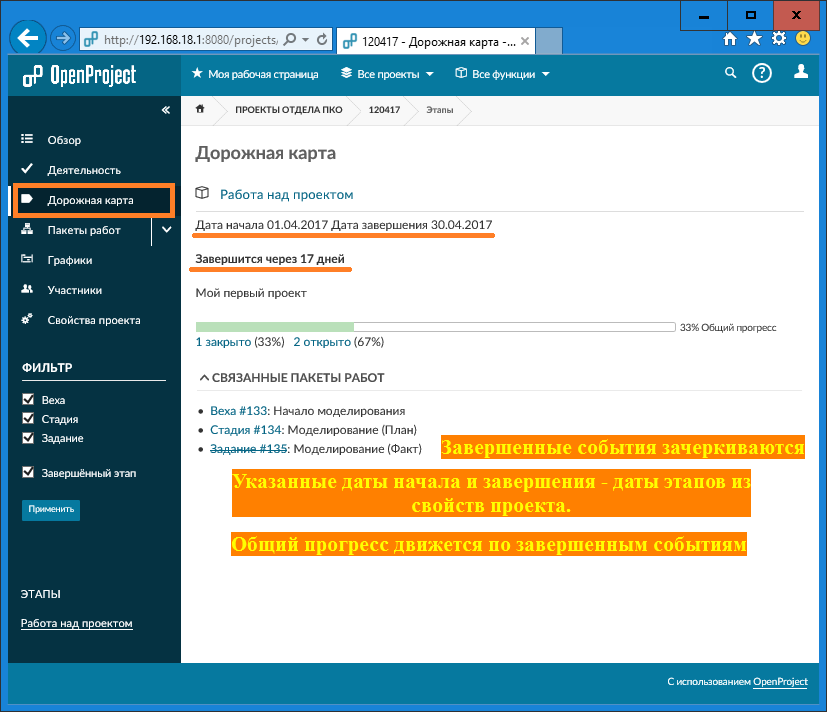 http://192.168.18.1:8080/projects/
120417 - Дорожная карта -...
OpenProject
Моя рабочая страница
Все проекты
Все функции
ПРОЕКТЫ ОТДЕЛА ПКО
120417
Этапы
Обзор
Деятельность
Дорожная карта
Пакеты работ
Графики
Участники
Свойства проекта
ФИЛЬТР
Веха
Стадия
Задание
Завершённый этап
Применить
ЭТАПЫ
Работа над проектом
Дорожная карта
Работа над проектом
Дата начала 01.04.2017 Дата завершения 30.04.2017
Завершится через 17 дней
Мой первый проект
33% Общий прогресс
1 закрыто (33%) 2 открыто (67%)
СВЯЗАННЫЕ ПАКЕТЫ РАБОТ
Веха #133: Начало моделирования
Стадия #134: Моделирование (План)
Задание #135: Моделирование (Факт)
Завершенные события зачеркиваются
Указанные даты начала и завершения - даты этапов из
свойств проекта.
Общий прогресс движется по завершенным событиям
С использованием OpenProject